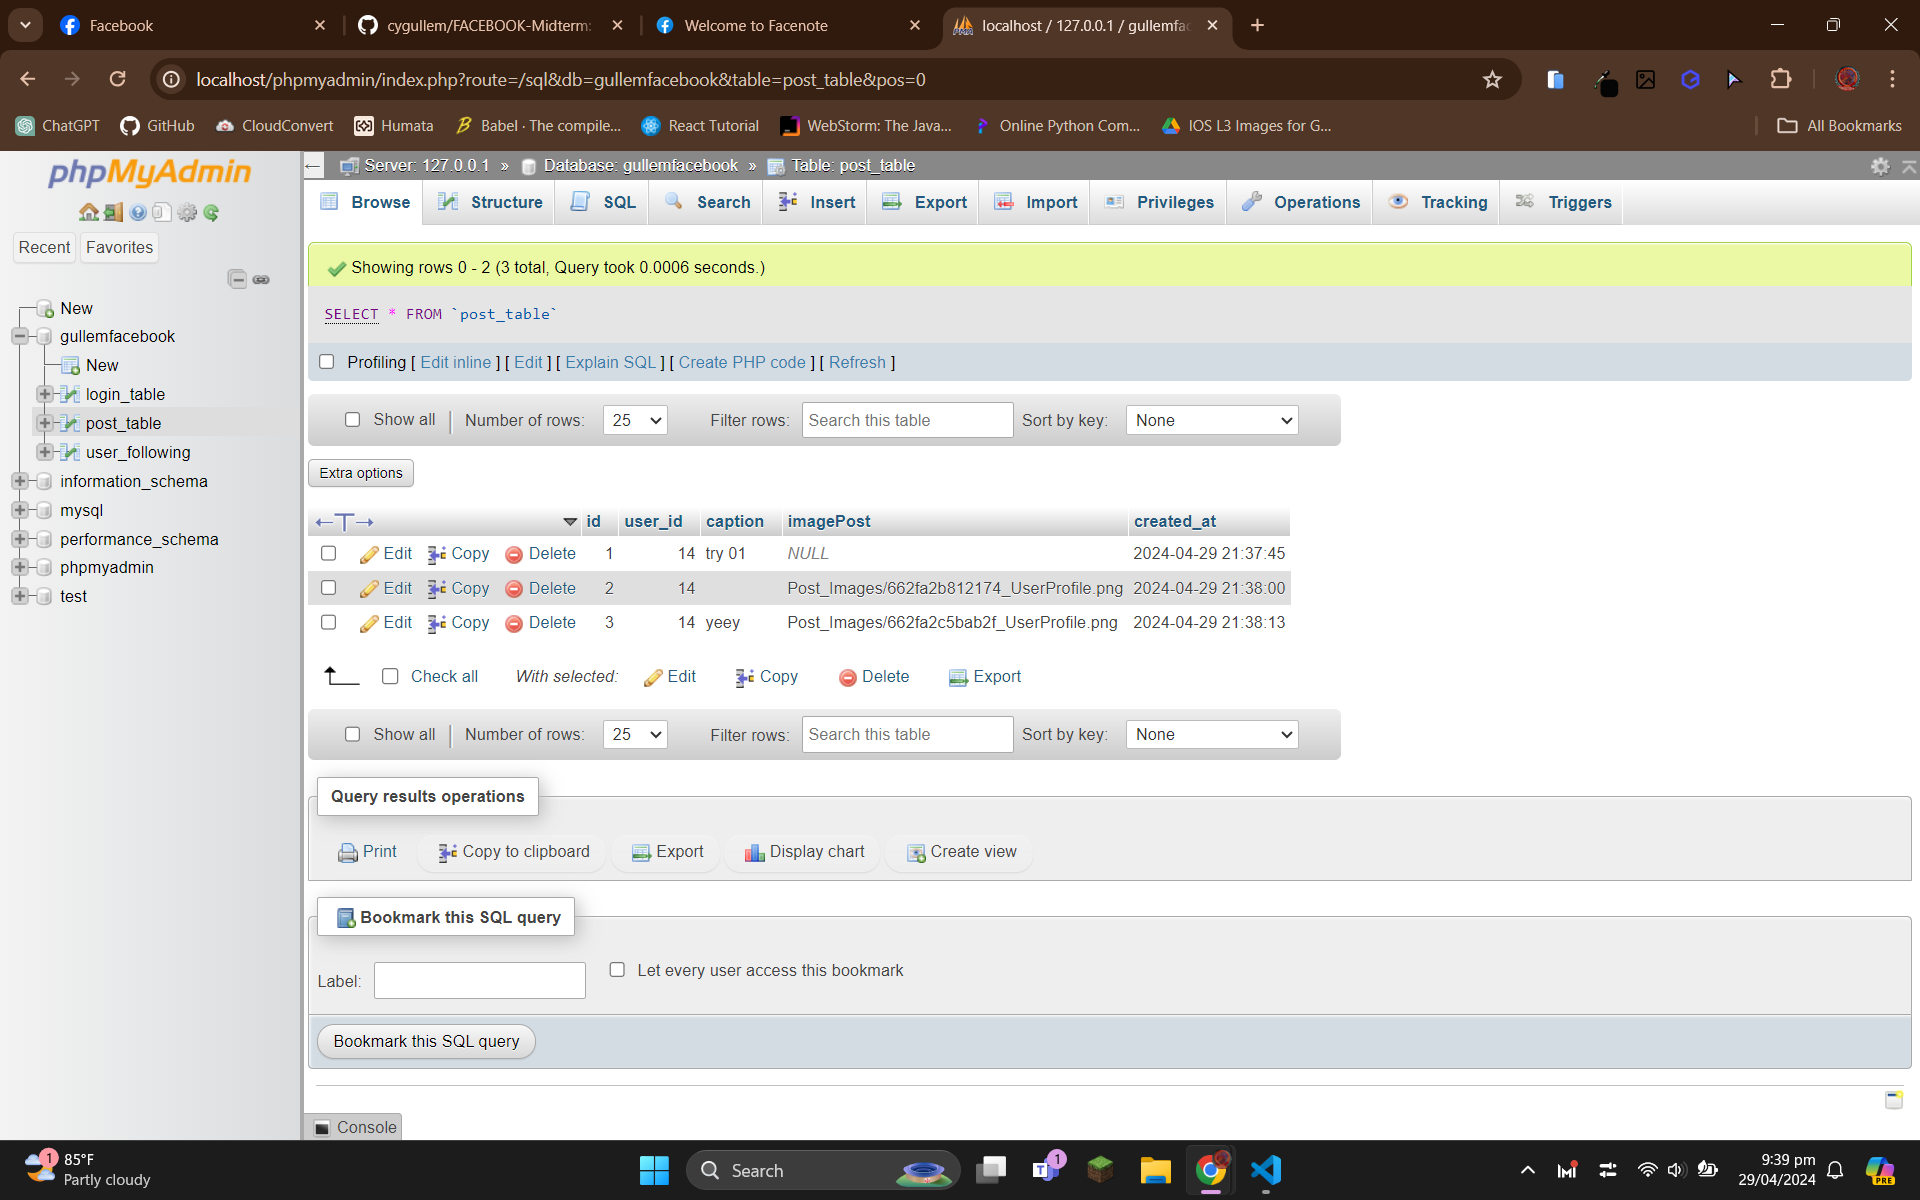 Facebook
cygullem/FACEBOOK-Midterm:
Welcome to Facenote
localhost / 127.0.0.1 / gullemfac
localhost/phpmyadmin/index.php?route=/sql&db=gullemfacebook&table=post_table&pos=0
ChatGPT
GitHub
CloudConvert
Humata
Babel · The compile...
React Tutorial
WebStorm: The Java...
Online Python Com...
IOS L3 Images for G...
All Bookmarks
phpMyAdmin
Recent
Favorites
New
gullemfacebook
New
login_table
post_table
user_following
information_schema
mysql
performance_schema
phpmyadmin
test
Server: 127.0.0.1 » Database: gullemfacebook » Table: post_table
Browse
Structure
SQL
Search
Insert
Export
Import
Privileges
Operations
Tracking
Triggers
Showing rows 0 - 2 (3 total, Query took 0.0006 seconds.)
SELECT * FROM `post_table`
Profiling [ Edit inline ] [ Edit ] [ Explain SQL ] [ Create PHP code ] [ Refresh ]
Show all | Number of rows: 25 Filter rows: Search this table Sort by key: None
Extra options
id user_id caption imagePost created_at
Edit Copy Delete 1 14 try 01 NULL 2024-04-29 21:37:45
Edit Copy Delete 2 14 Post_Images/662fa2b812174_UserProfile.png 2024-04-29 21:38:00
Edit Copy Delete 3 14 yeey Post_Images/662fa2c5bab2f_UserProfile.png 2024-04-29 21:38:13
Check all With selected: Edit Copy Delete Export
Show all | Number of rows: 25 Filter rows: Search this table Sort by key: None
Query results operations
Print Copy to clipboard Export Display chart Create view
Bookmark this SQL query
Label:
Let every user access this bookmark
Bookmark this SQL query
Console
1
85°F
Partly cloudy
Search
1
PRE
9:39 pm
29/04/2024